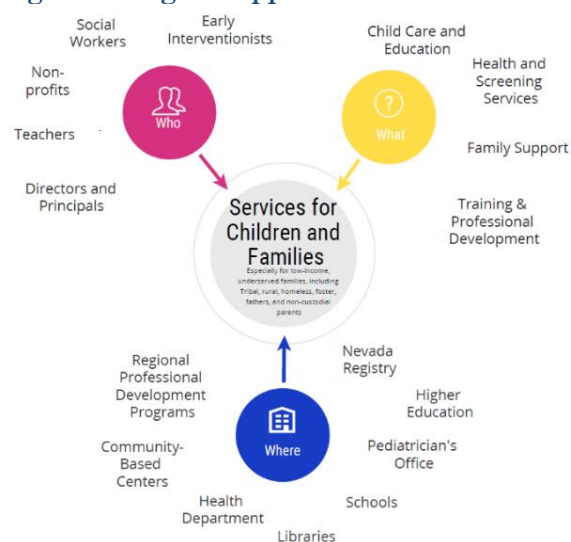 Social
Workers
Early
Interventionists
Non-
profits
Teachers
Directors and
Principals
Who
Child Care and
Education
Health and
Screening
Services
Family Support
Training &
Professional
Development
?
What
Services for
Children and
Families
Especially for low-income,
underserved families, including
Tribal, rural, homeless, foster,
fathers, and non-custodial
parents
Where
Regional
Professional
Development
Programs
Community-
Based
Centers
Health
Department
Libraries
Schools
Pediatrician's
Office
Higher
Education
Nevada
Registry